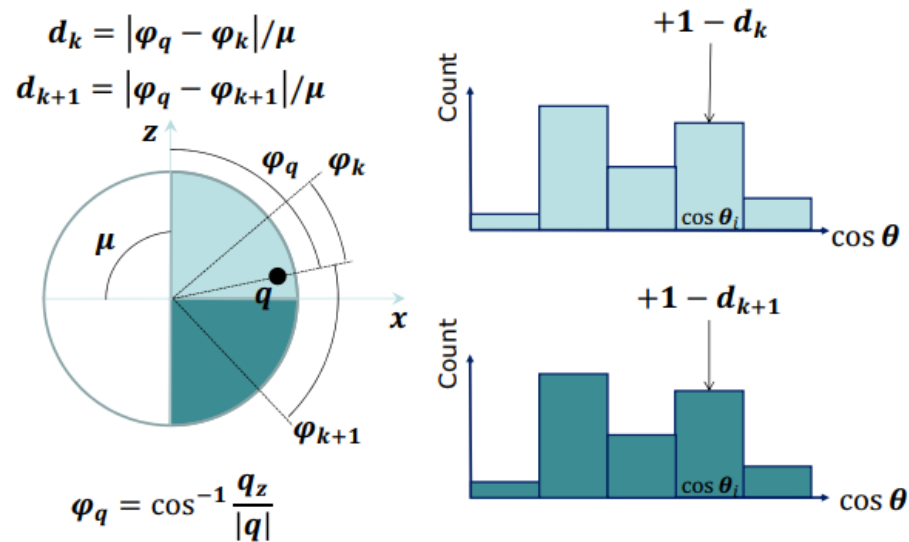 d_k = |φ_q − φ_k|/μ
d_{k+1} = |φ_q − φ_{k+1}|/μ
z
φ_q
φ_k
μ
q
x
φ_{k+1}
φ_q = cos⁻¹ q_z/|q|
+1 − d_k
Count
cos θ_i
cos θ
+1 − d_{k+1}
Count
cos θ_i
cos θ